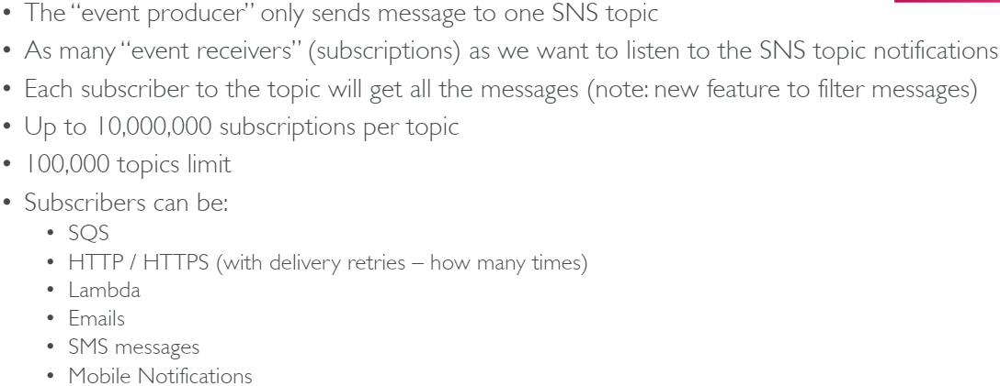 • The “event producer” only sends message to one SNS topic
• As many “event receivers” (subscriptions) as we want to listen to the SNS topic notifications
• Each subscriber to the topic will get all the messages (note: new feature to filter messages)
• Up to 10,000,000 subscriptions per topic
• 100,000 topics limit
• Subscribers can be:
• SQS
• HTTP / HTTPS (with delivery retries – how many times)
• Lambda
• Emails
• SMS messages
• Mobile Notifications